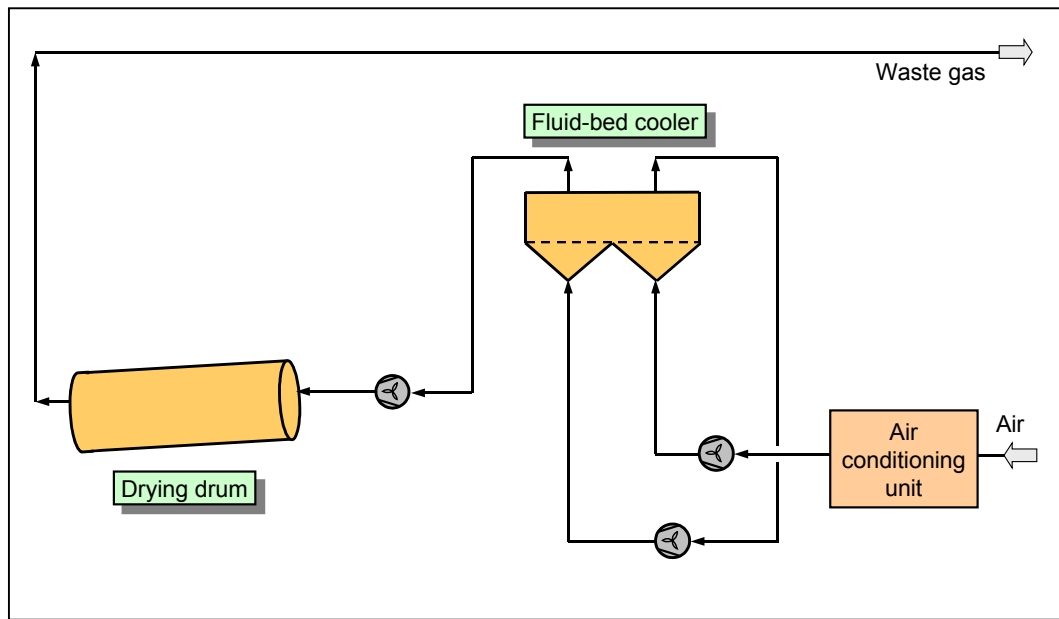 Waste gas
Fluid-bed cooler
Air
Air
conditioning
unit
Drying drum